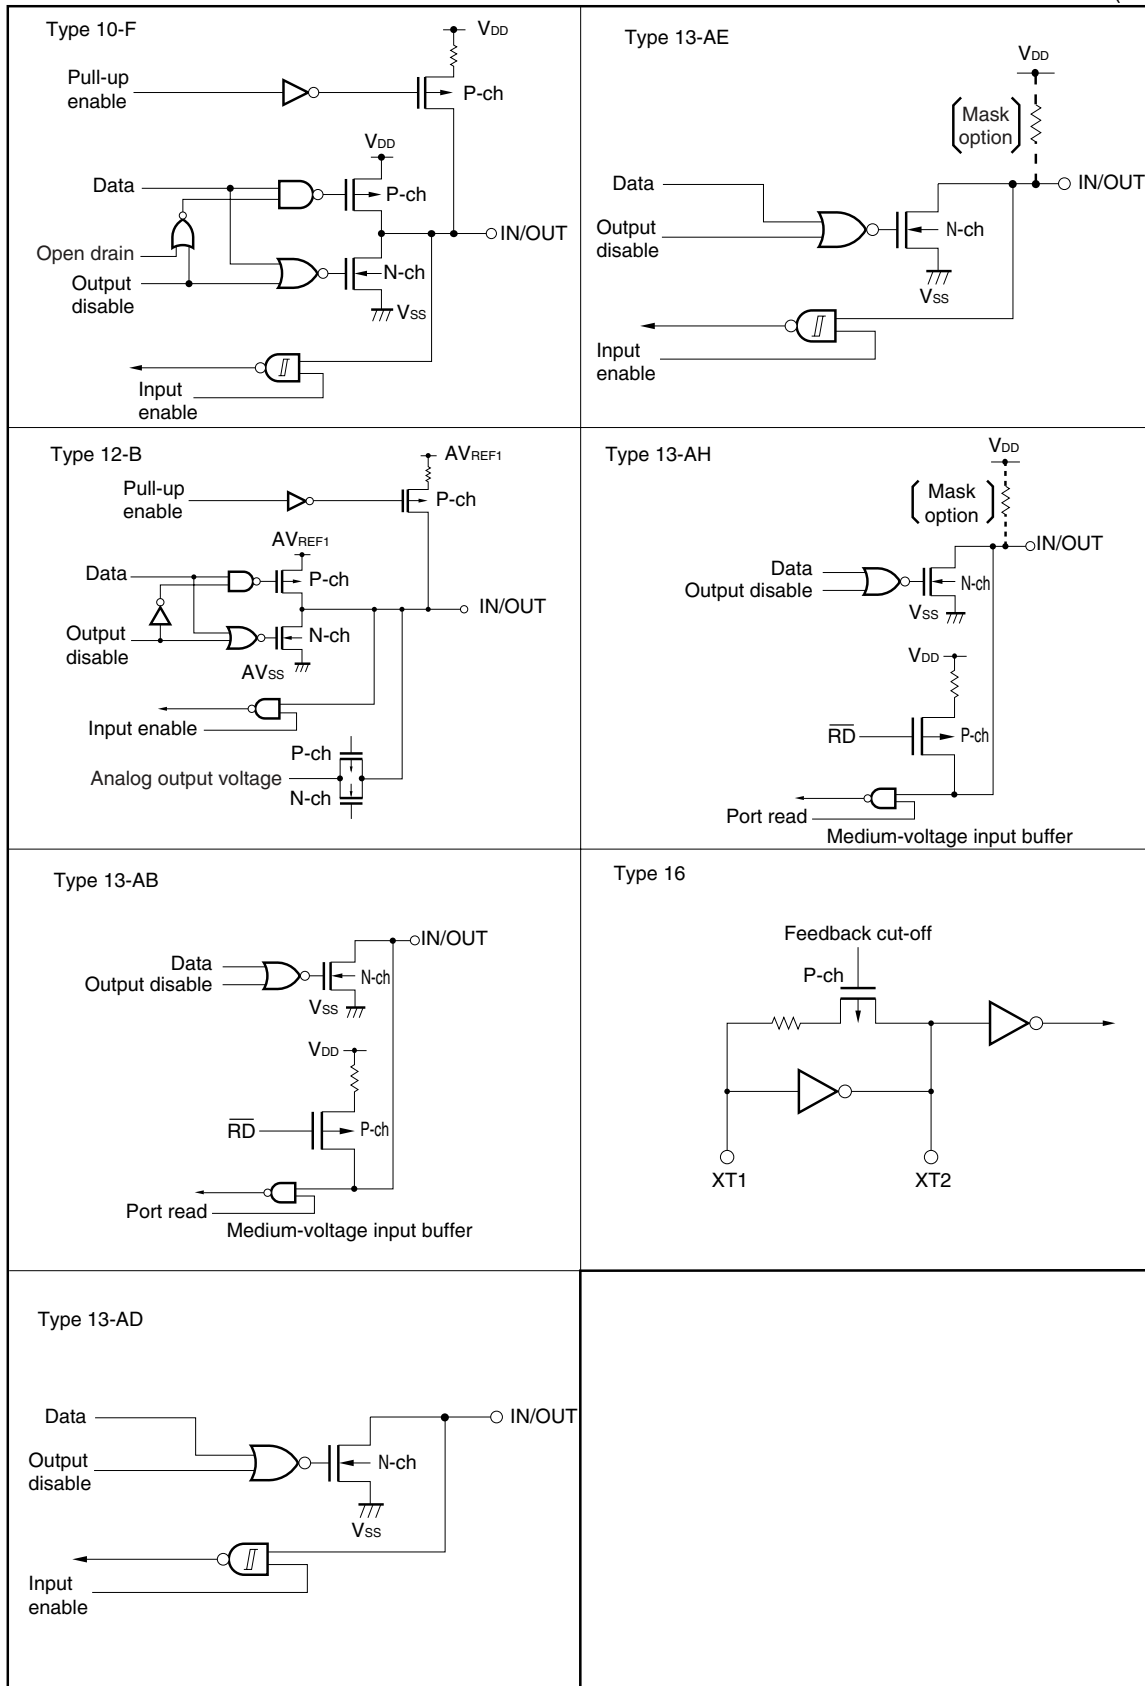 Type 10-F
VDD
Pull-up
enable
P-ch
VDD
Data
P-ch
IN/OUT
Open drain
Output
disable
N-ch
VSS
Input
enable
Type 13-AE
VDD
Mask
option
Data
IN/OUT
Output
disable
N-ch
VSS
Input
enable
Type 12-B
AVREF1
Pull-up
enable
P-ch
AVREF1
Data
P-ch
IN/OUT
Output
disable
N-ch
AVSS
Input enable
P-ch
Analog output voltage
N-ch
Type 13-AH
VDD
Mask
option
IN/OUT
Data
Output disable
N-ch
VSS
VDD
RD
P-ch
Port read
Medium-voltage input buffer
Type 13-AB
IN/OUT
Data
Output disable
N-ch
VSS
VDD
RD
P-ch
Port read
Medium-voltage input buffer
Type 16
Feedback cut-off
P-ch
XT1
XT2
Type 13-AD
Data
IN/OUT
Output
disable
N-ch
VSS
Input
enable